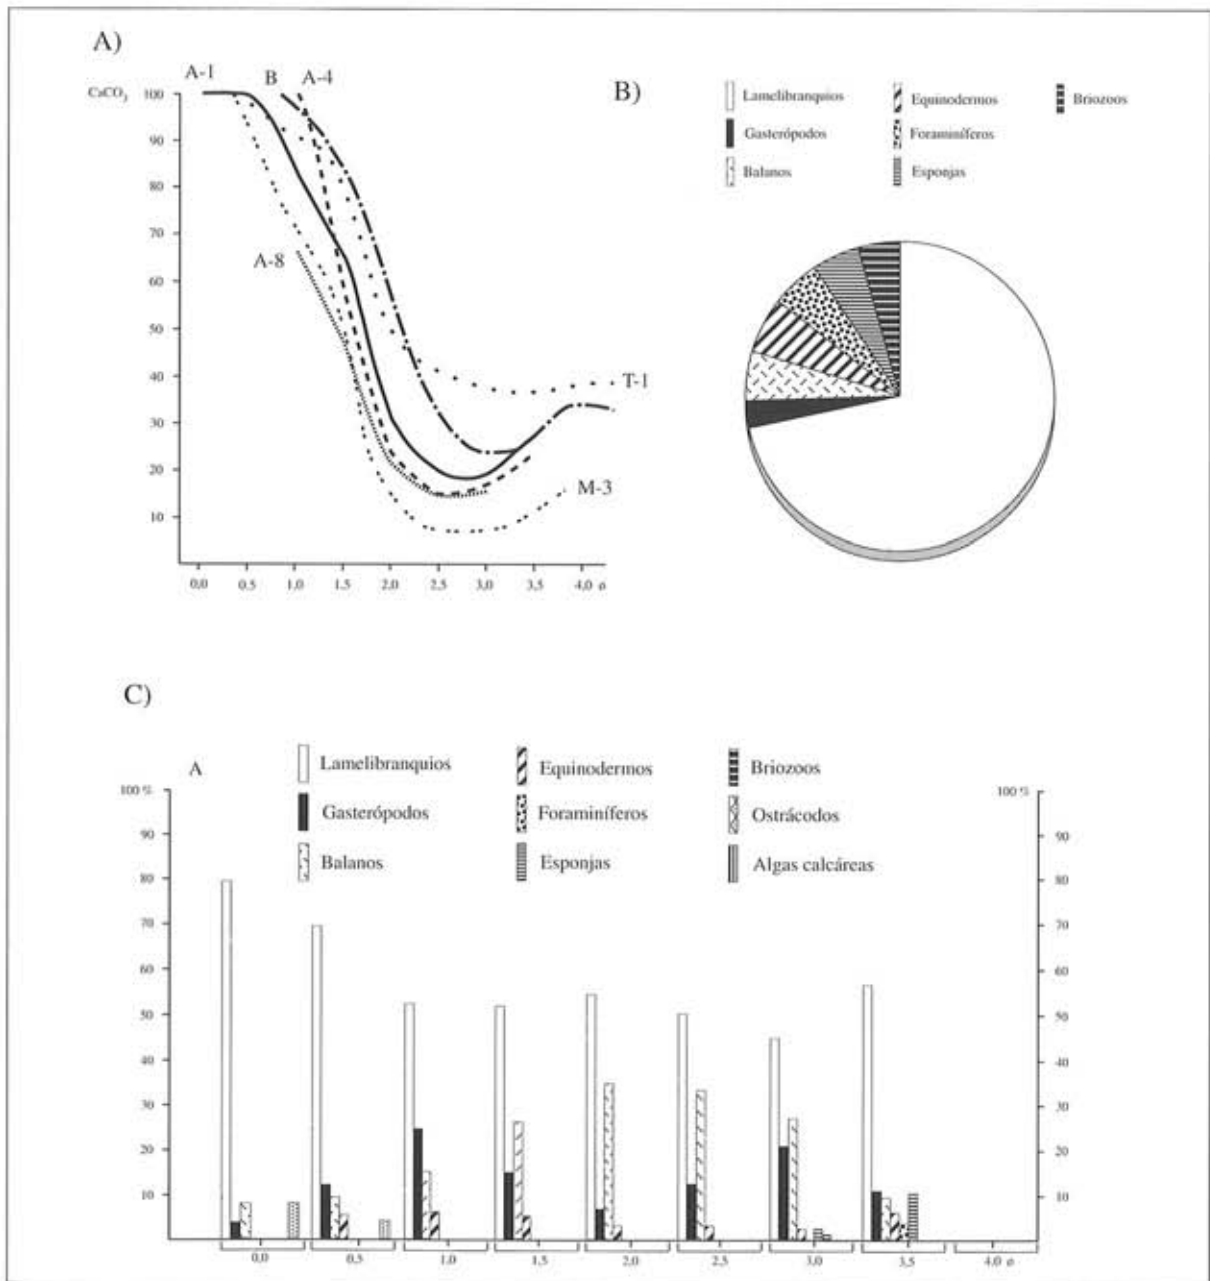 A)
A-1 B A-4
CaCO3 100
90
80
70
60
50
40
30
20
10
A-8
T-1
M-3
0,0 0,5 1,0 1,5 2,0 2,5 3,0 3,5 4,0 ø
B)
Lamelibranquios Equinodermos Briozoos
Gasterópodos Foraminíferos
Balanos Esponjas
C)
A
Lamelibranquios Equinodermos Briozoos
Gasterópodos Foraminíferos Ostrácodos
Balanos Esponjas Algas calcáreas
100 % 100 %
90 90
80 80
70 70
60 60
50 50
40 40
30 30
20 20
10 10
0,0 0,5 1,0 1,5 2,0 2,5 3,0 3,5 4,0 ø